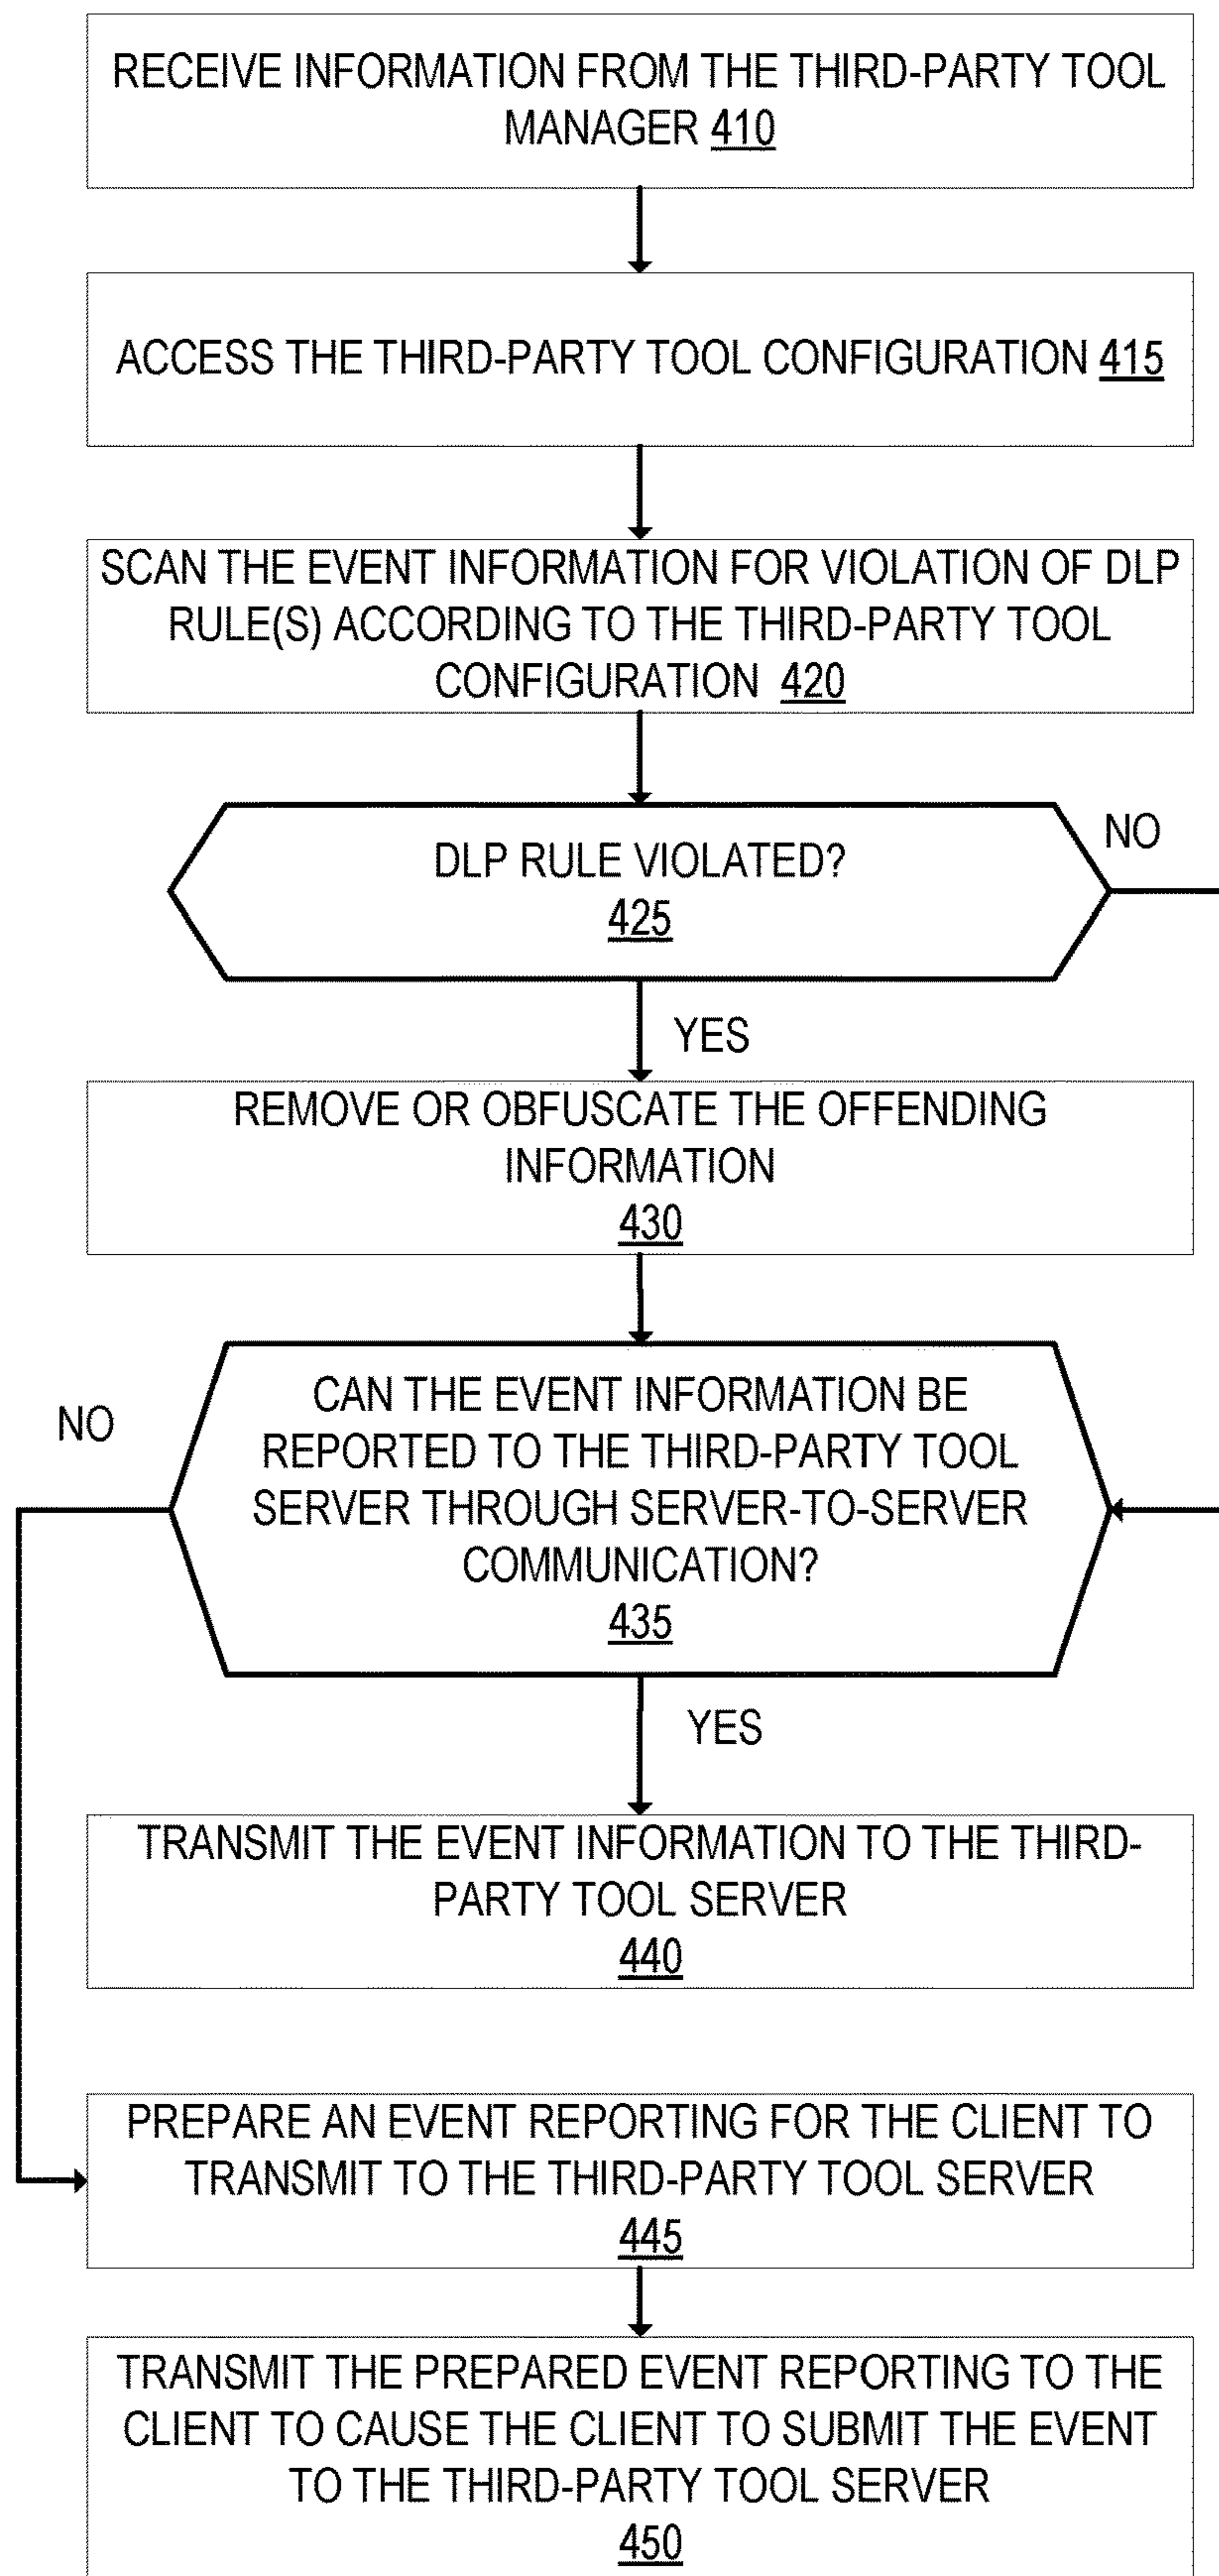 RECEIVE INFORMATION FROM THE THIRD-PARTY TOOL
MANAGER 410
ACCESS THE THIRD-PARTY TOOL CONFIGURATION 415
SCAN THE EVENT INFORMATION FOR VIOLATION OF DLP
RULE(S) ACCORDING TO THE THIRD-PARTY TOOL
CONFIGURATION 420
NO
DLP RULE VIOLATED?
425
YES
REMOVE OR OBFUSCATE THE OFFENDING
INFORMATION
430
NO
CAN THE EVENT INFORMATION BE
REPORTED TO THE THIRD-PARTY TOOL
SERVER THROUGH SERVER-TO-SERVER
COMMUNICATION?
435
YES
TRANSMIT THE EVENT INFORMATION TO THE THIRD-
PARTY TOOL SERVER
440
PREPARE AN EVENT REPORTING FOR THE CLIENT TO
TRANSMIT TO THE THIRD-PARTY TOOL SERVER
445
TRANSMIT THE PREPARED EVENT REPORTING TO THE
CLIENT TO CAUSE THE CLIENT TO SUBMIT THE EVENT
TO THE THIRD-PARTY TOOL SERVER
450